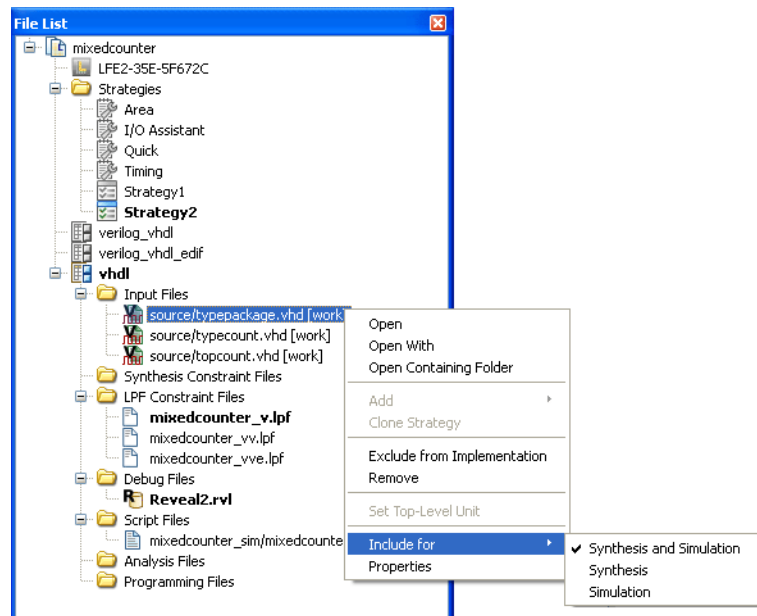 File List
mixedcounter
LFE2-35E-5F672C
Strategies
Area
I/O Assistant
Quick
Timing
Strategy1
Strategy2
verilog_vhdl
verilog_vhdl_edif
vhdl
Input Files
source/typepackage.vhd [work]
source/typecount.vhd [work]
source/topcount.vhd [work]
Synthesis Constraint Files
LPF Constraint Files
mixedcounter_v.lpf
mixedcounter_vv.lpf
mixedcounter_vve.lpf
Debug Files
Reveal2.rvl
Script Files
mixedcounter_sim/mixedcounte
Analysis Files
Programming Files
Open
Open With
Open Containing Folder
Add
Clone Strategy
Exclude from Implementation
Remove
Set Top-Level Unit
Include for
Properties
Synthesis and Simulation
Synthesis
Simulation